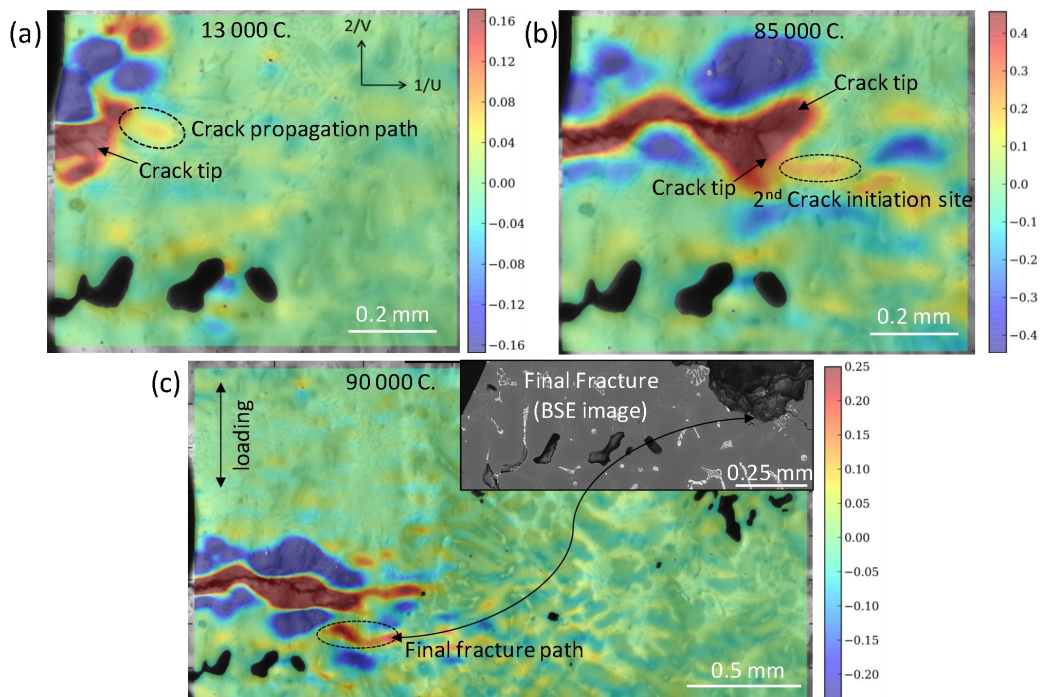 (a)
13 000 C.
2/V
1/U
Crack propagation path
Crack tip
0.2 mm
0.16
0.12
0.08
0.04
0.00
−0.04
−0.08
−0.12
−0.16
(b)
85 000 C.
Crack tip
Crack tip
2nd Crack initiation site
0.2 mm
0.4
0.3
0.2
0.1
0.0
−0.1
−0.2
−0.3
−0.4
(c)
90 000 C.
loading
Final Fracture
(BSE image)
0.25 mm
Final fracture path
0.5 mm
0.25
0.20
0.15
0.10
0.05
0.00
−0.05
−0.10
−0.15
−0.20